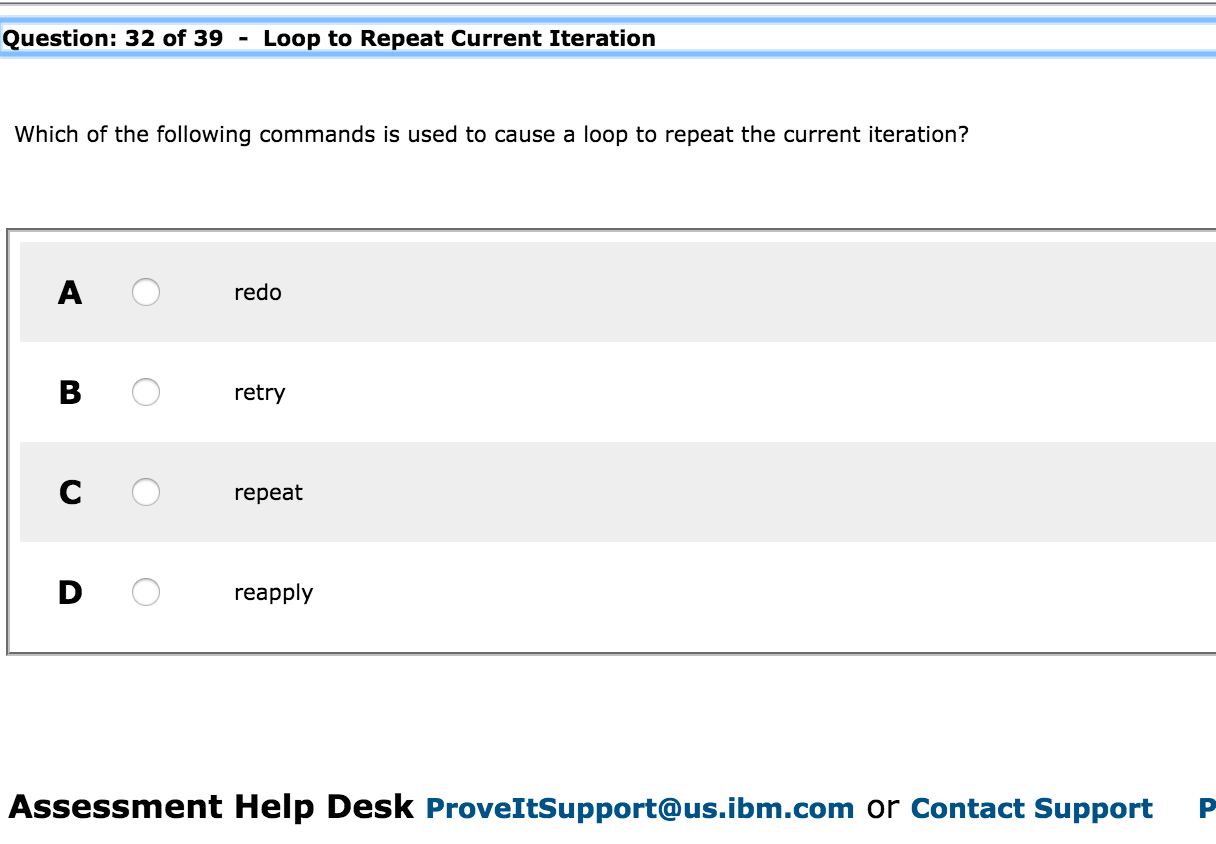 Question: 32 of 39 - Loop to Repeat Current Iteration
Which of the following commands is used to cause a loop to repeat the current iteration?
A redo
B retry
C repeat
D reapply
Assessment Help Desk ProveItSupport@us.ibm.com or Contact Support P